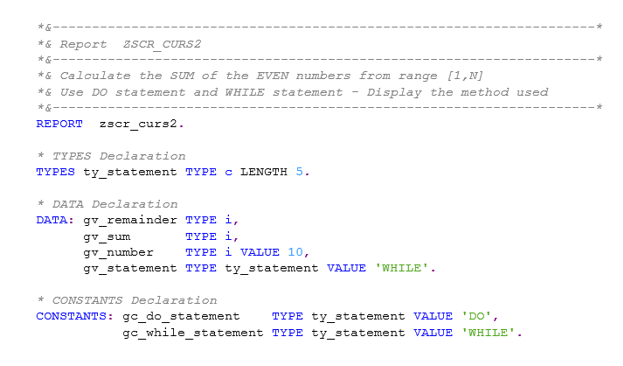 *&---------------------------------------------------------------------*
*& Report  ZSCR_CURS2
*&---------------------------------------------------------------------*
*& Calculate the SUM of the EVEN numbers from range [1,N]
*& Use DO statement and WHILE statement - Display the method used
*&---------------------------------------------------------------------*
REPORT  zscr_curs2.
* TYPES Declaration
TYPES ty_statement TYPE c LENGTH 5.
* DATA Declaration
DATA: gv_remainder TYPE i,
      gv_sum       TYPE i,
      gv_number    TYPE i VALUE 10,
      gv_statement TYPE ty_statement VALUE 'WHILE'.
* CONSTANTS Declaration
CONSTANTS: gc_do_statement    TYPE ty_statement VALUE 'DO',
           gc_while_statement TYPE ty_statement VALUE 'WHILE'.